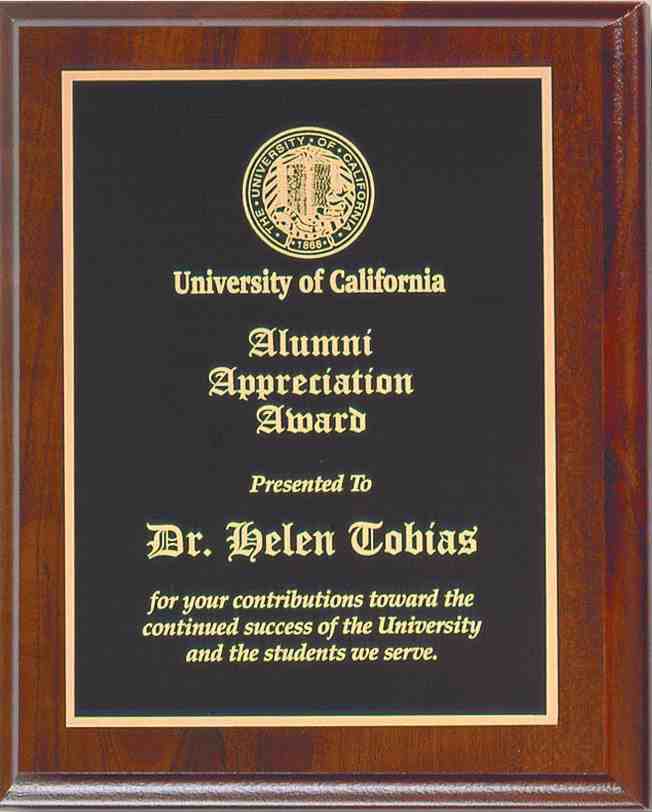 THE · UNIVERSITY · OF · CALIFORNIA
· 1868 ·
University of California
Alumni
Appreciation
Award
Presented To
Dr. Helen Tobias
for your contributions toward the
continued success of the University
and the students we serve.